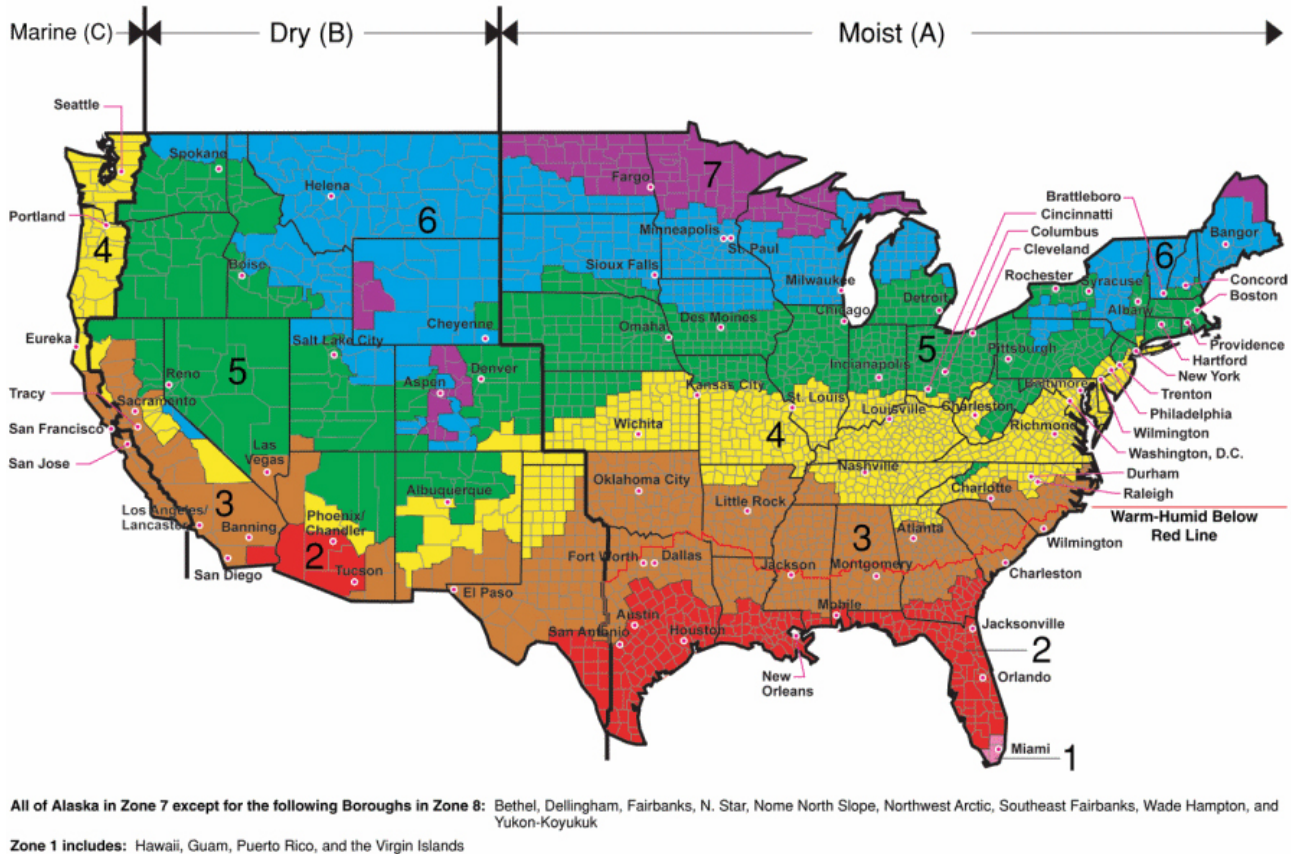 Marine (C)
Dry (B)
Moist (A)
Seattle
Spokane
Helena
Fargo
7
6
Brattleboro
Cincinnatti
Columbus
Cleveland
Portland
4
Minneapolis
St. Paul
Bangor
6
Boise
Sioux Falls
Milwaukee
Rochester
Syracuse
Concord
Detroit
Boston
Albany
Eureka
Cheyenne
Omaha
Des Moines
Chicago
Salt Lake City
5
Providence
Reno
5
Aspen
Denver
Indianapolis
Pittsburgh
Hartford
New York
Tracy
Sacramento
Kansas City
St. Louis
Baltimore
Trenton
Louisville
Charleston
Philadelphia
San Francisco
Wichita
4
Richmond
Wilmington
Las
Vegas
Washington, D.C.
San Jose
Nashville
Durham
3
Oklahoma City
Albuquerque
Charlotte
Raleigh
Los Angeles/
Lancaster
Banning
Phoenix/
Chandler
Little Rock
Atlanta
3
Warm-Humid Below
Red Line
Wilmington
2
Fort Worth
Dallas
Jackson
Montgomery
San Diego
Tucson
El Paso
Charleston
Austin
Mobile
San Antonio
Houston
Jacksonville
2
New
Orleans
Orlando
Miami
1
All of Alaska in Zone 7 except for the following Boroughs in Zone 8: Bethel, Dellingham, Fairbanks, N. Star, Nome North Slope, Northwest Arctic, Southeast Fairbanks, Wade Hampton, and
Yukon-Koyukuk
Zone 1 includes: Hawaii, Guam, Puerto Rico, and the Virgin Islands